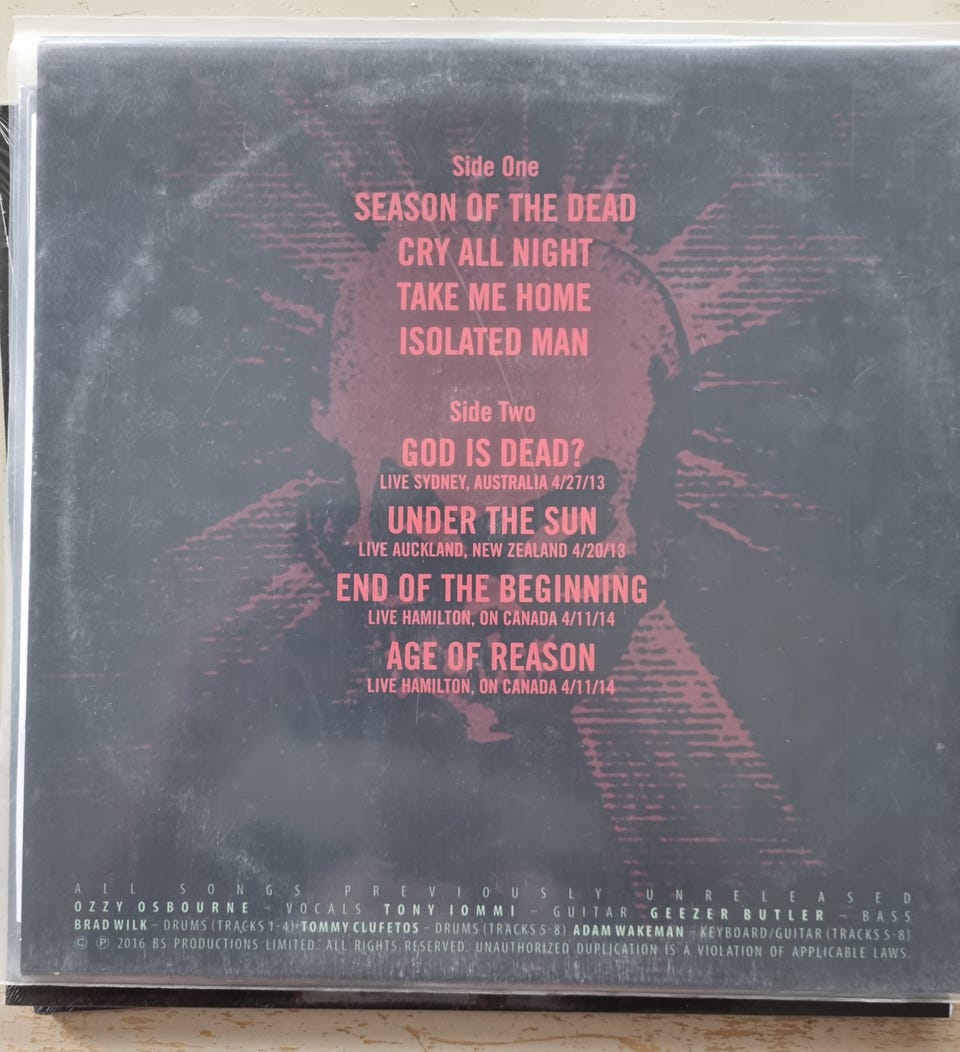 Side One
SEASON OF THE DEAD
CRY ALL NIGHT
TAKE ME HOME
ISOLATED MAN
Side Two
GOD IS DEAD?
LIVE SYDNEY, AUSTRALIA 4/27/13
UNDER THE SUN
LIVE AUCKLAND, NEW ZEALAND 4/20/13
END OF THE BEGINNING
LIVE HAMILTON, ON CANADA 4/11/14
AGE OF REASON
LIVE HAMILTON, ON CANADA 4/11/14
ALL SONGS PREVIOUSLY UNRELEASED
OZZY OSBOURNE – VOCALS TONY IOMMI – GUITAR GEEZER BUTLER – BASS
BRAD WILK – DRUMS (TRACKS 1-4) TOMMY CLUFETOS – DRUMS (TRACKS 5-8) ADAM WAKEMAN – KEYBOARD/GUITAR (TRACKS 5-8)
© ℗ 2016 BS PRODUCTIONS LIMITED. ALL RIGHTS RESERVED. UNAUTHORIZED DUPLICATION IS A VIOLATION OF APPLICABLE LAWS.